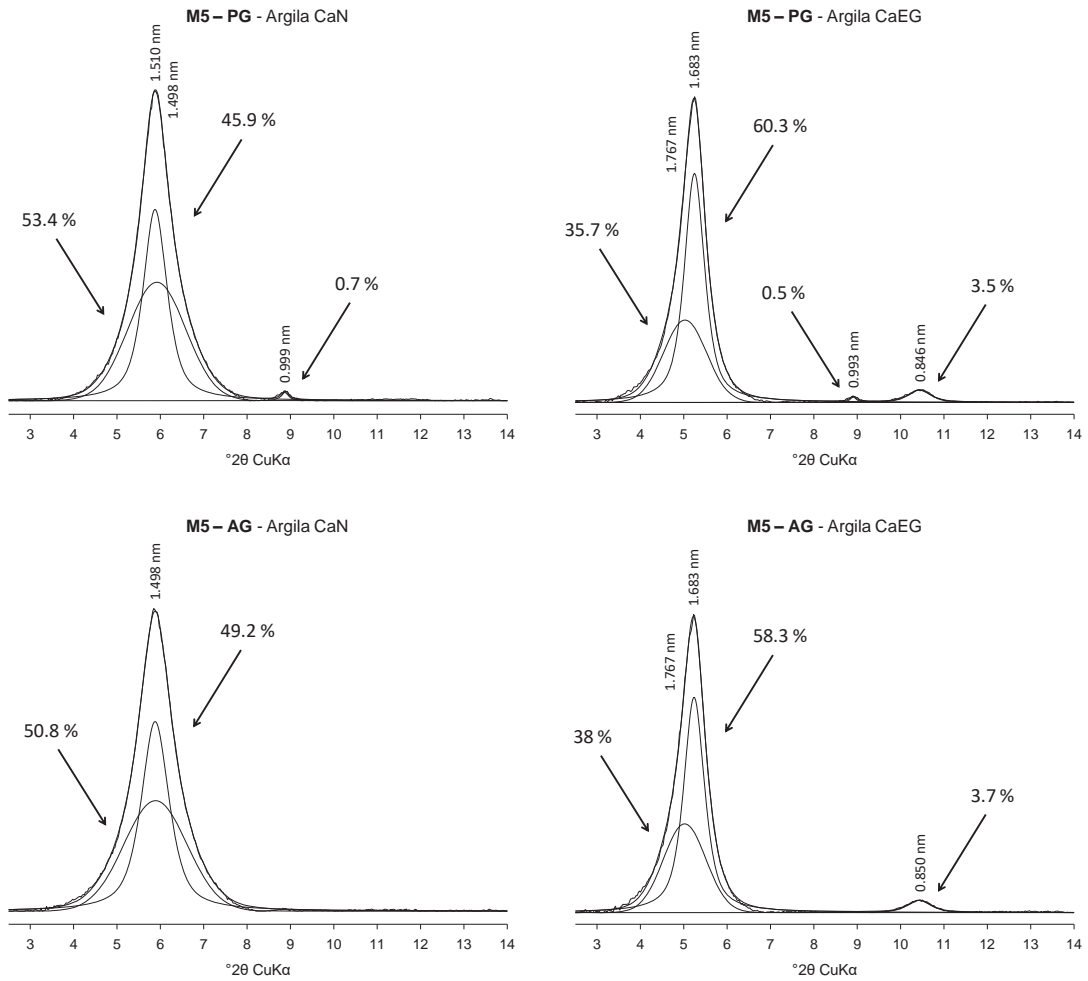 M5 – PG - Argila CaN
1.510 nm
1.498 nm
45.9 %
53.4 %
0.7 %
0.999 nm
3 4 5 6 7 8 9 10 11 12 13 14
°2θ CuKα
M5 – PG - Argila CaEG
1.683 nm
1.767 nm
60.3 %
35.7 %
0.5 %
3.5 %
0.993 nm
0.846 nm
3 4 5 6 7 8 9 10 11 12 13 14
°2θ CuKα
M5 – AG - Argila CaN
1.498 nm
49.2 %
50.8 %
3 4 5 6 7 8 9 10 11 12 13 14
°2θ CuKα
M5 – AG - Argila CaEG
1.683 nm
1.767 nm
58.3 %
38 %
3.7 %
0.850 nm
3 4 5 6 7 8 9 10 11 12 13 14
°2θ CuKα